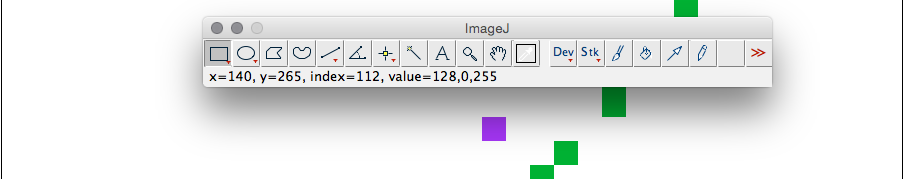 ImageJ
A Dev Stk >>
x=140, y=265, index=112, value=128,0,255